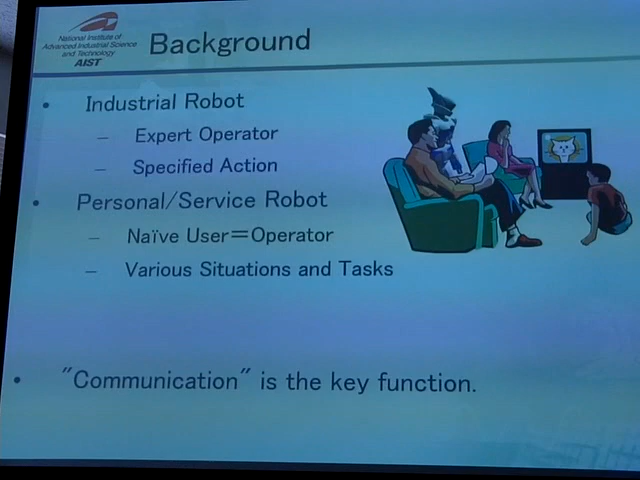 National Institute of
Advanced Industrial Science
and Technology
AIST
Background
• Industrial Robot
– Expert Operator
– Specified Action
• Personal/Service Robot
– Naïve User=Operator
– Various Situations and Tasks
• "Communication" is the key function.